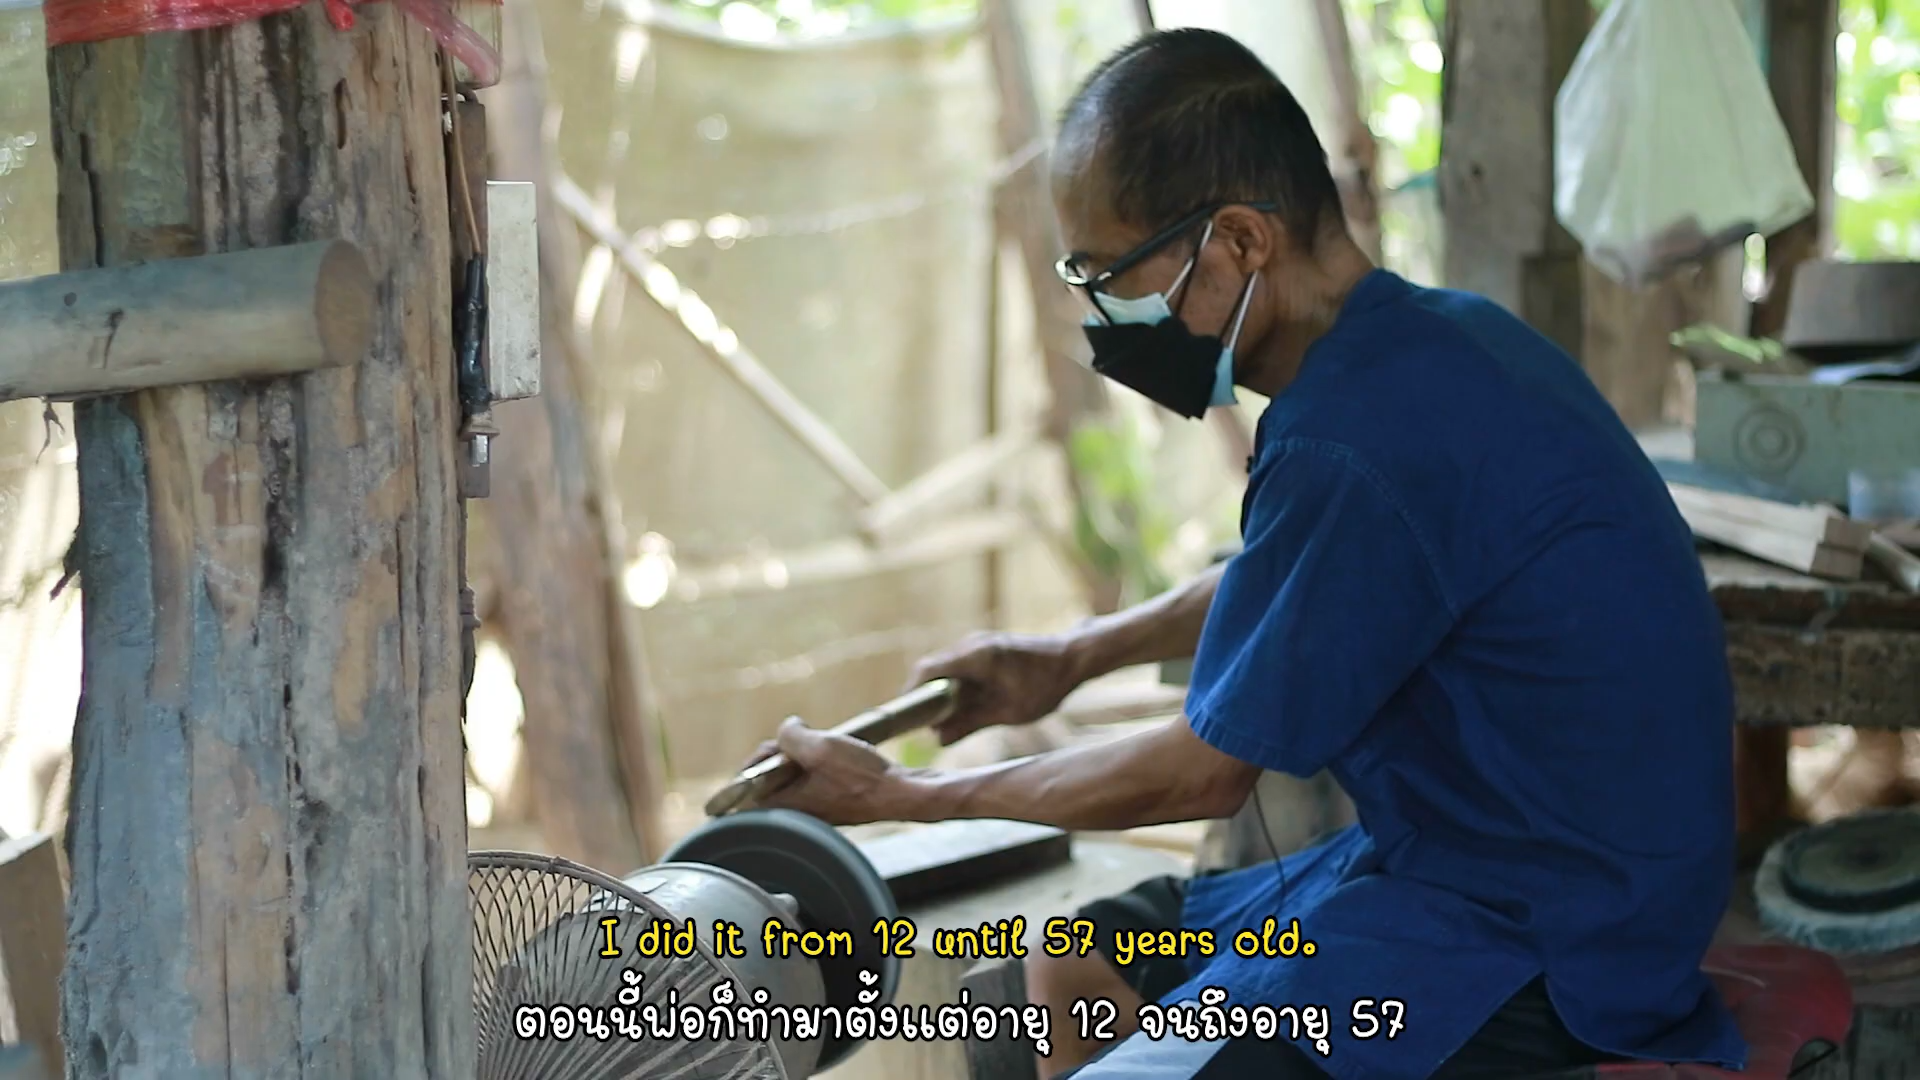 I did it from 12 until 57 years old.
ตอนนี้พ่อก็ทำมาตั้งแต่อายุ 12 จนถึงอายุ 57